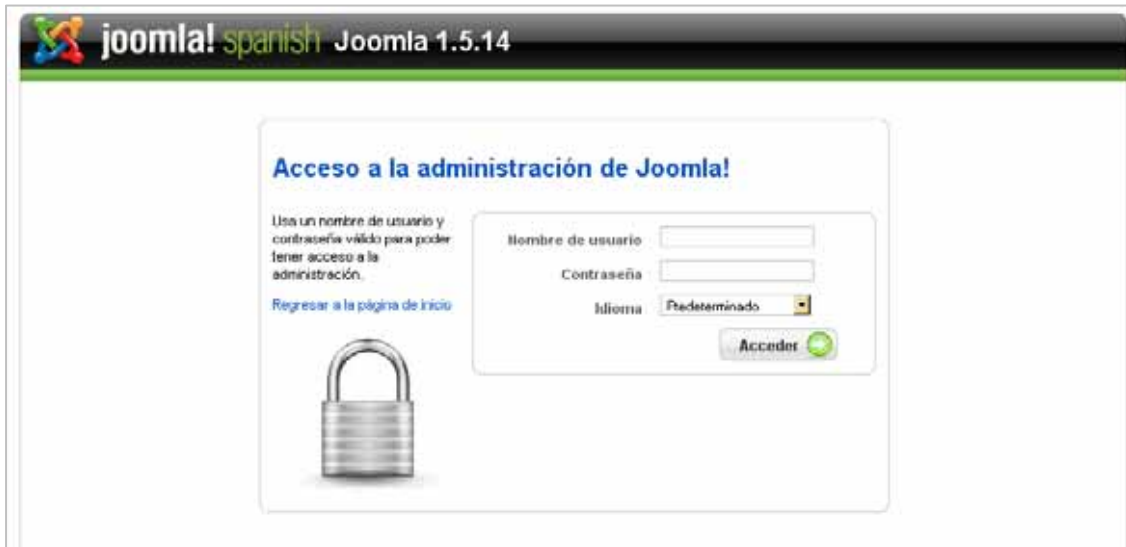 joomla! spanish Joomla 1.5.14
Acceso a la administración de Joomla!
Usa un nombre de usuario y
contraseña válido para poder
tener acceso a la
administración.
Regresar a la página de inicio
Nombre de usuario
Contraseña
Idioma Predeterminado
Acceder